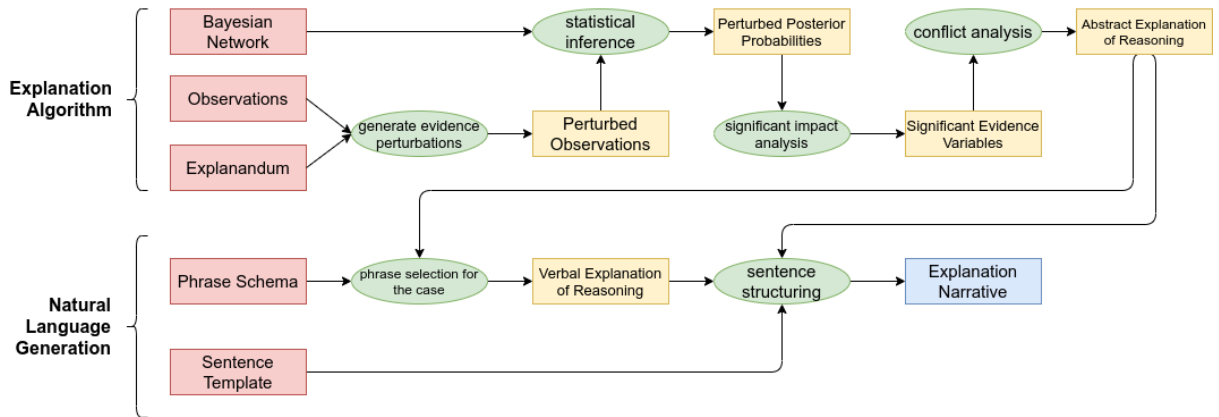 Explanation
Algorithm
Bayesian
Network
Observations
Explanandum
generate evidence
perturbations
statistical
inference
Perturbed
Observations
Perturbed Posterior
Probabilities
significant impact
analysis
Significant Evidence
Variables
conflict analysis
Abstract Explanation
of Reasoning
Natural
Language
Generation
Phrase Schema
Sentence
Template
phrase selection for
the case
Verbal Explanation
of Reasoning
sentence
structuring
Explanation
Narrative